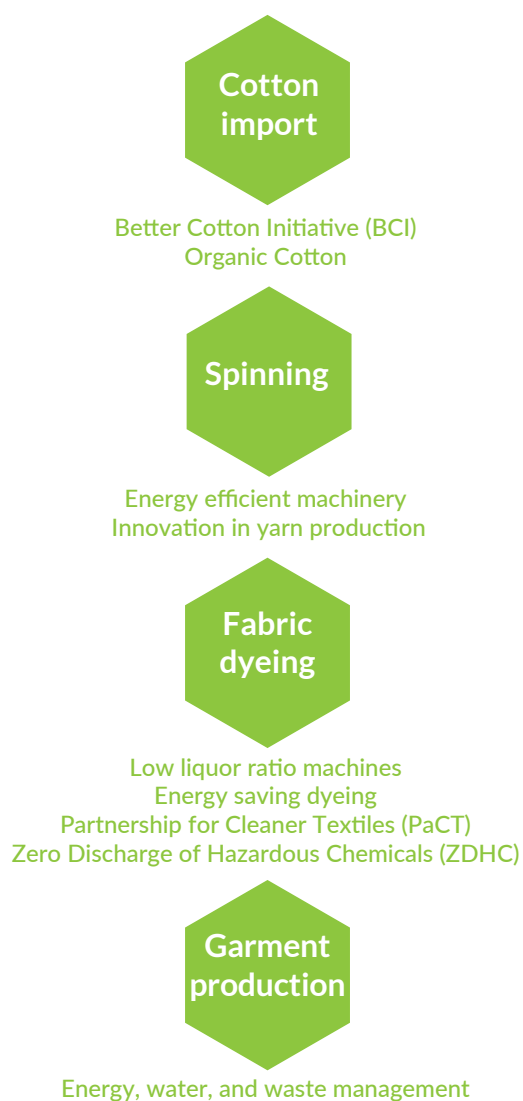 Cotton
import
Better Cotton Initiative (BCI)
Organic Cotton
Spinning
Energy efficient machinery
Innovation in yarn production
Fabric
dyeing
Low liquor ratio machines
Energy saving dyeing
Partnership for Cleaner Textiles (PaCT)
Zero Discharge of Hazardous Chemicals (ZDHC)
Garment
production
Energy, water, and waste management